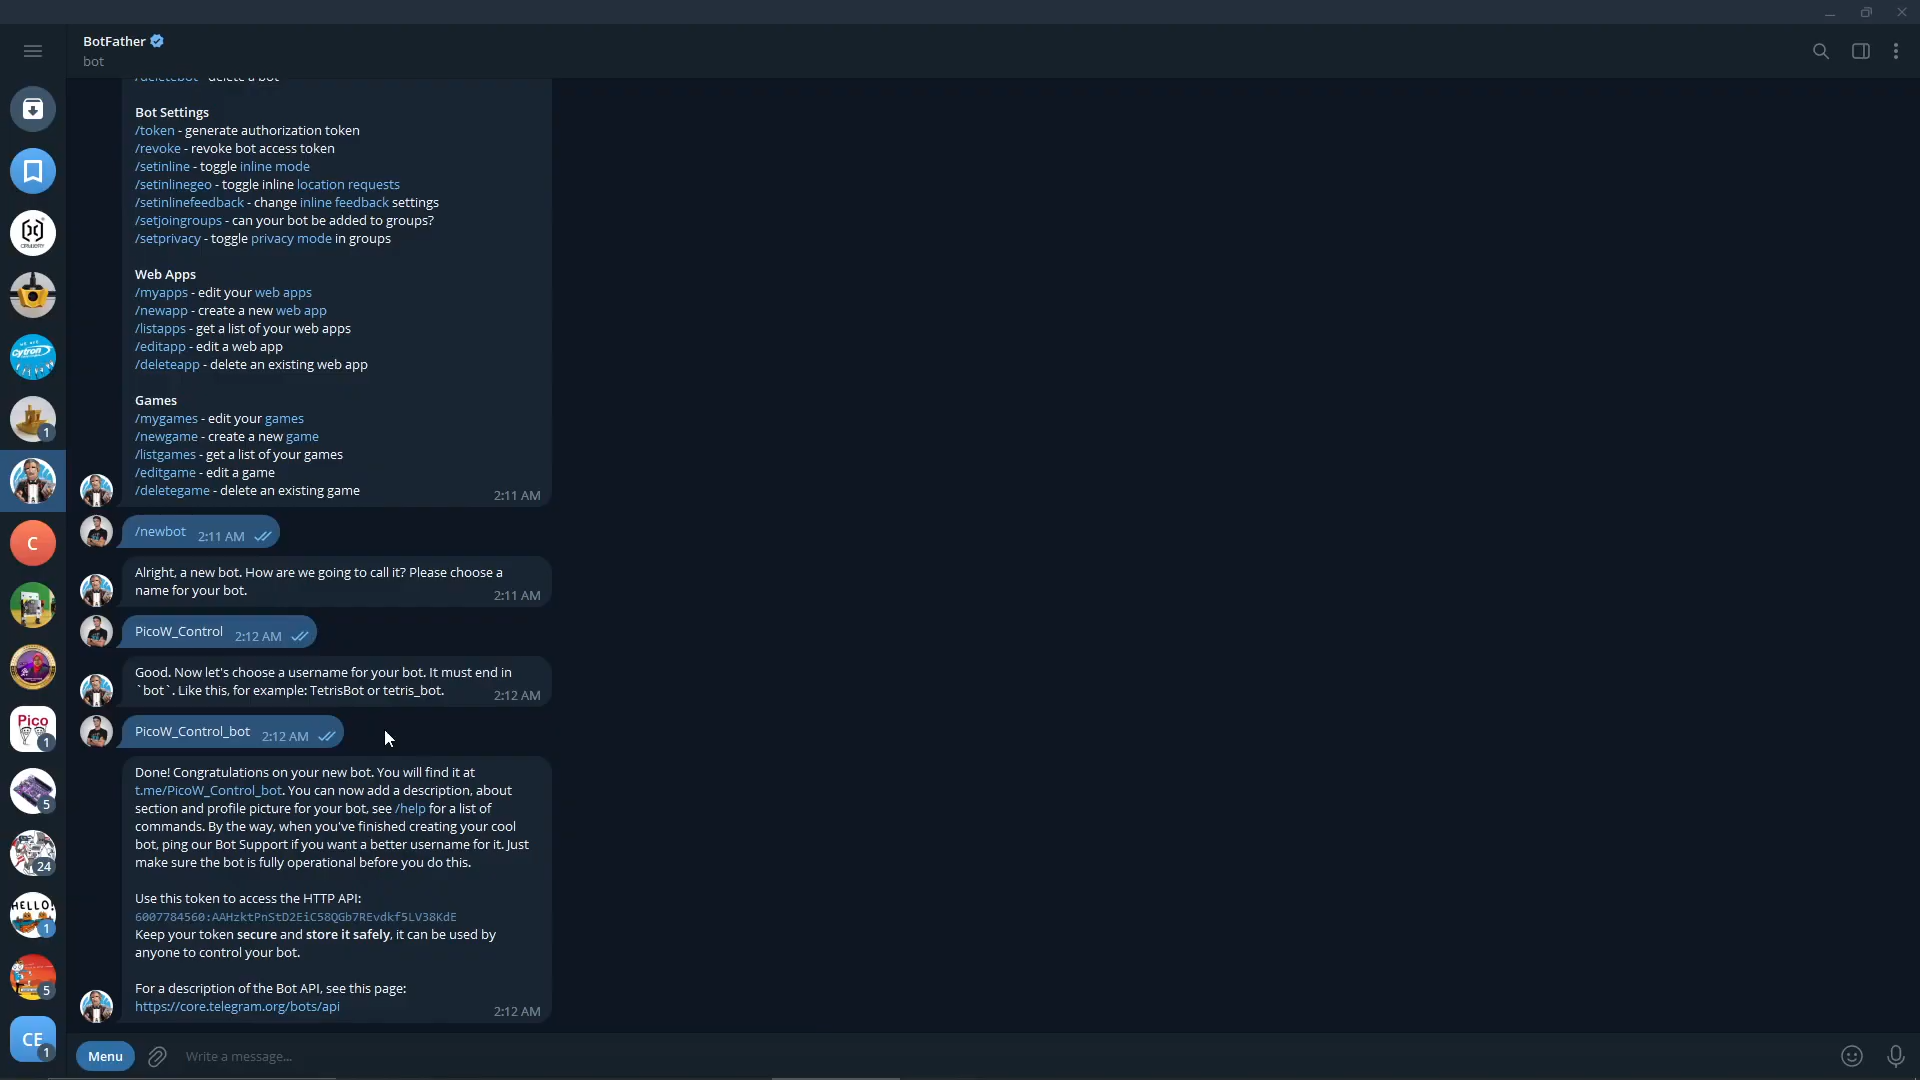 BotFather
bot
/deletebot - delete a bot
Bot Settings
/token - generate authorization token
/revoke - revoke bot access token
/setinline - toggle inline mode
/setinlinegeo - toggle inline location requests
/setinlinefeedback - change inline feedback settings
/setjoingroups - can your bot be added to groups?
/setprivacy - toggle privacy mode in groups
Web Apps
/myapps - edit your web apps
/newapp - create a new web app
/listapps - get a list of your web apps
/editapp - edit a web app
/deleteapp - delete an existing web app
Games
/mygames - edit your games
/newgame - create a new game
/listgames - get a list of your games
/editgame - edit a game
/deletegame - delete an existing game
2:11 AM
/newbot 2:11 AM
Alright, a new bot. How are we going to call it? Please choose a
name for your bot.
2:11 AM
PicoW_Control 2:12 AM
Good. Now let's choose a username for your bot. It must end in
`bot`. Like this, for example: TetrisBot or tetris_bot.
2:12 AM
PicoW_Control_bot 2:12 AM
Done! Congratulations on your new bot. You will find it at
t.me/PicoW_Control_bot. You can now add a description, about
section and profile picture for your bot, see /help for a list of
commands. By the way, when you've finished creating your cool
bot, ping our Bot Support if you want a better username for it. Just
make sure the bot is fully operational before you do this.
Use this token to access the HTTP API:
6007784560:AAHzktPnStD2EiC58QGb7REvdkf5LV38KdE
Keep your token secure and store it safely, it can be used by
anyone to control your bot.
For a description of the Bot API, see this page:
https://core.telegram.org/bots/api
2:12 AM
Menu
Write a message...
Cytron
1
C
Pico
1
5
24
HELLO!
1
5
CE
1